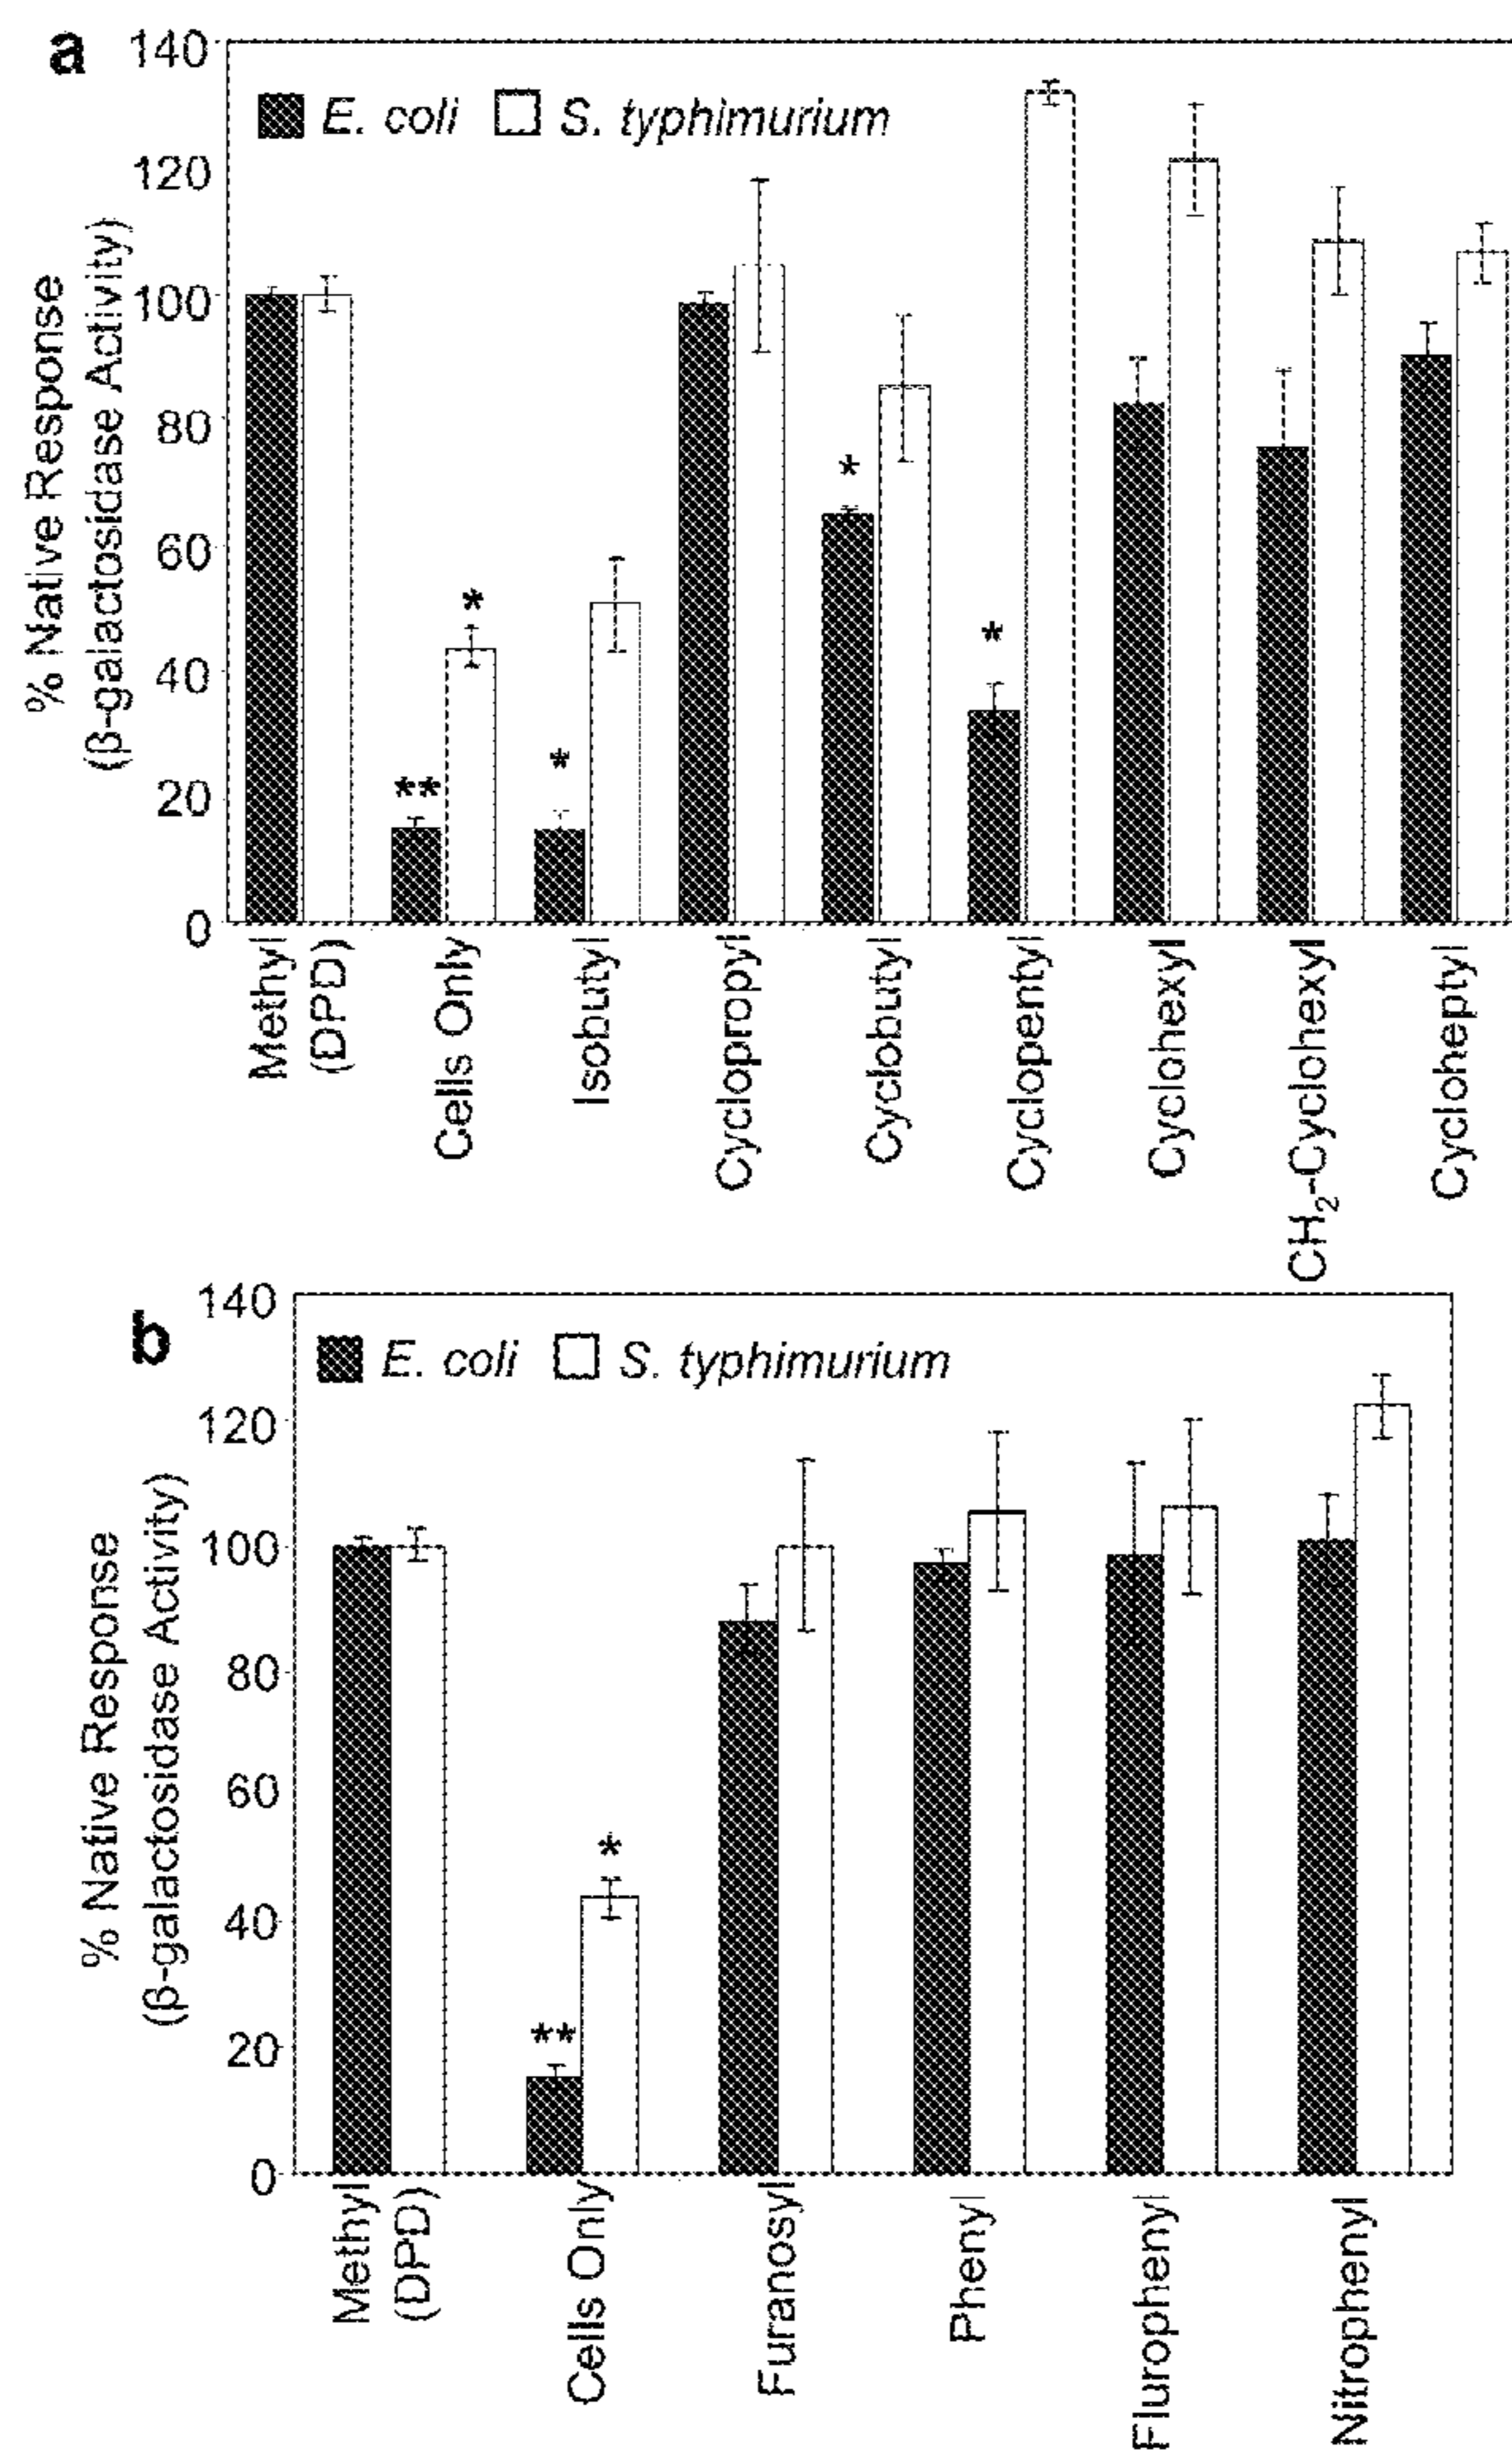 a
140
120
100
80
60
40
20
0
% Native Response
(β-galactosidase Activity)
E. coli
S. typhimurium
**
*
*
*
*
Methyl
(DPD)
Cells Only
Isobutyl
Cyclopropyl
Cyclobutyl
Cyclopentyl
Cyclohexyl
CH₂-Cyclohexyl
Cycloheptyl
b
140
120
100
80
60
40
20
0
% Native Response
(β-galactosidase Activity)
E. coli
S. typhimurium
**
*
Methyl
(DPD)
Cells Only
Furanosyl
Phenyl
Flurophenyl
Nitrophenyl